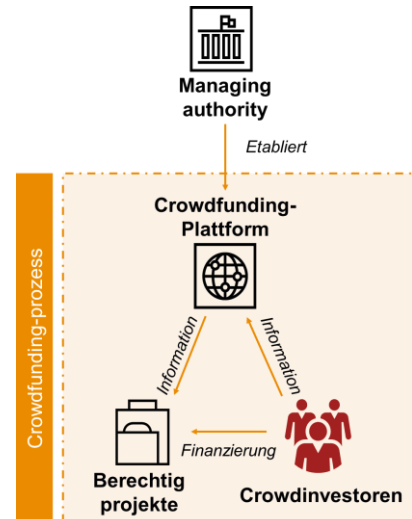 Managing
authority
Etabliert
Crowdfunding-prozess
Crowdfunding-
Plattform
Information
Information
Finanzierung
Berechtig
projekte
Crowdinvestoren